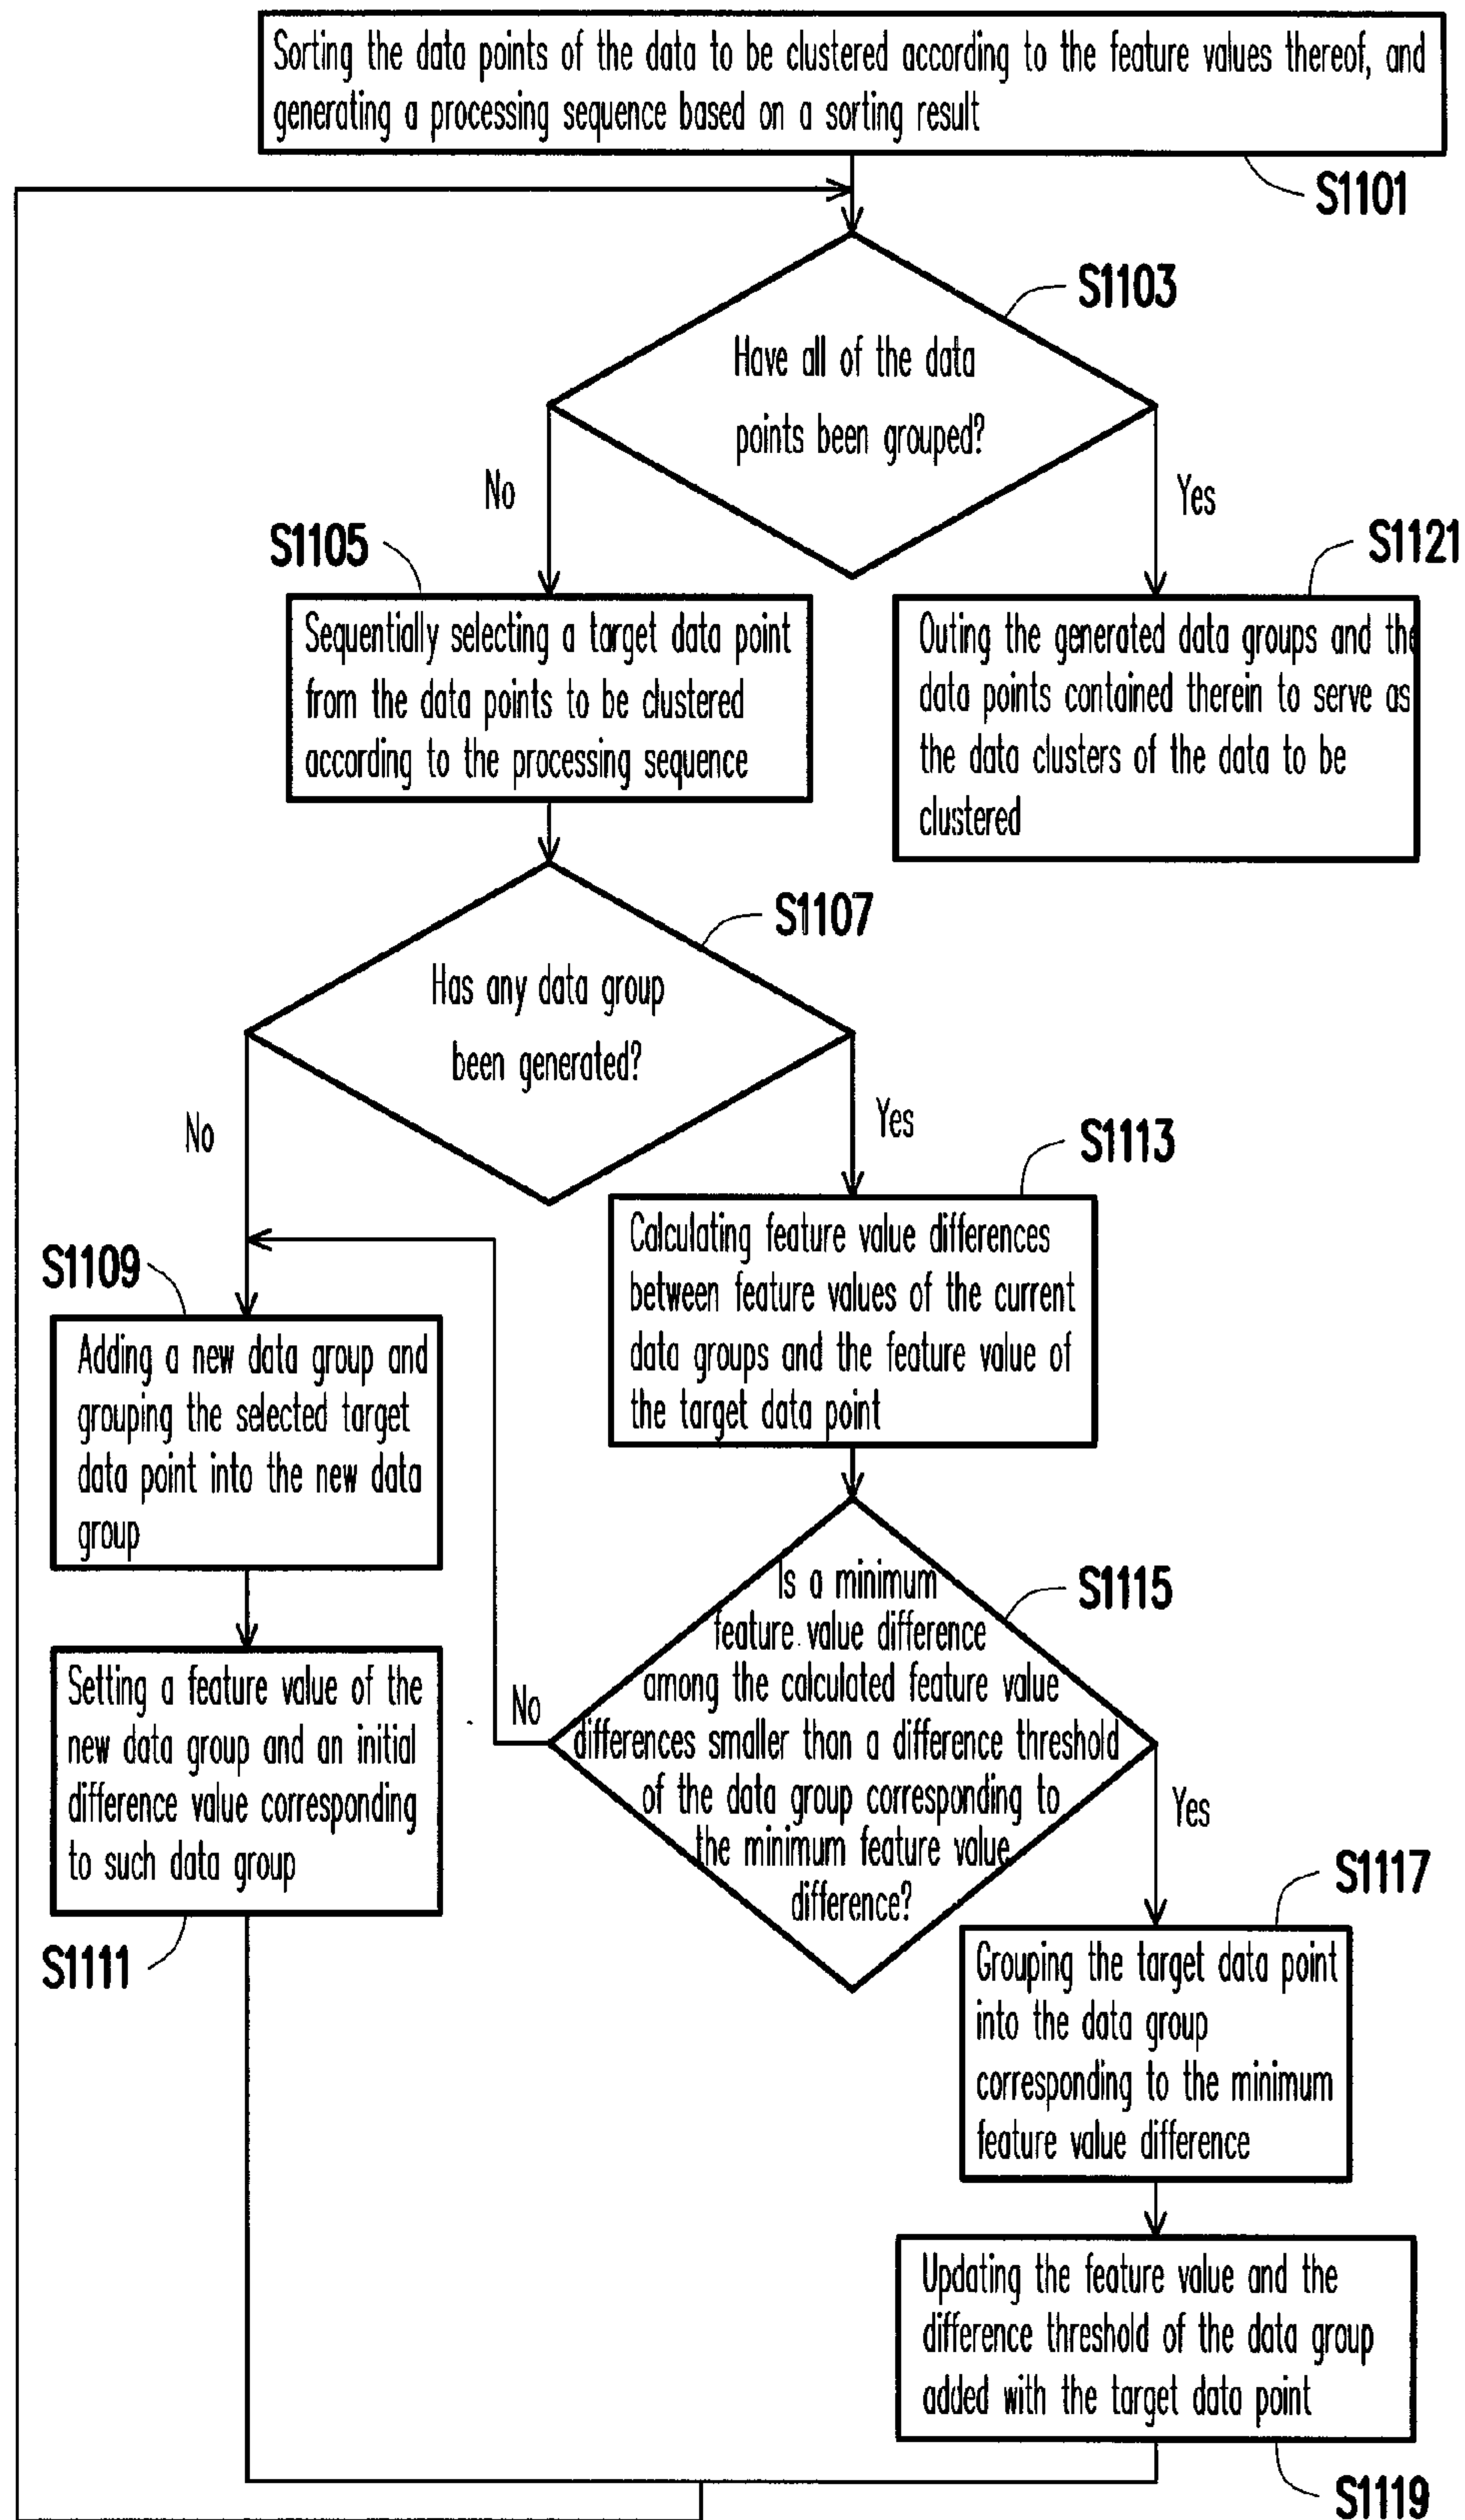 Sorting the data points of the data to be clustered according to the feature values thereof, and
generating a processing sequence based on a sorting result
S1101
S1103
Have all of the data
points been grouped?
No
Yes
S1105
S1121
Sequentially selecting a target data point
from the data points to be clustered
according to the processing sequence
Outing the generated data groups and the
data points contained therein to serve as
the data clusters of the data to be
clustered
S1107
Has any data group
been generated?
No
Yes
S1113
Calculating feature value differences
between feature values of the current
data groups and the feature value of
the target data point
S1109
Adding a new data group and
grouping the selected target
data point into the new data
group
S1115
Is a minimum
feature value difference
among the calculated feature value
differences smaller than a difference threshold
of the data group corresponding to
the minimum feature value
difference?
No
Yes
Setting a feature value of the
new data group and an initial
difference value corresponding
to such data group
S1111
S1117
Grouping the target data point
into the data group
corresponding to the minimum
feature value difference
Updating the feature value and the
difference threshold of the data group
added with the target data point
S1119